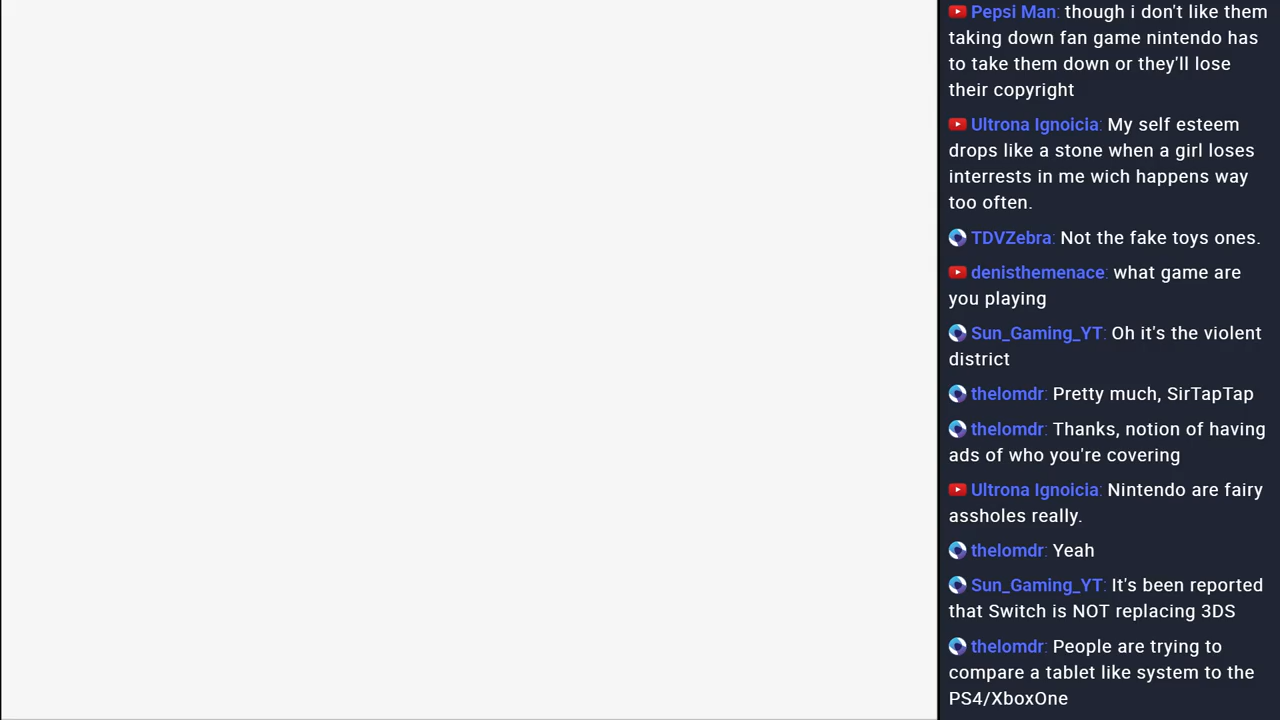 Pepsi Man: though i don't like them
taking down fan game nintendo has
to take them down or they'll lose
their copyright
Ultrona Ignoicia: My self esteem
drops like a stone when a girl loses
interrests in me wich happens way
too often.
TDVZebra: Not the fake toys ones.
denisthemenace: what game are
you playing
Sun_Gaming_YT: Oh it's the violent
district
thelomdr: Pretty much, SirTapTap
thelomdr: Thanks, notion of having
ads of who you're covering
Ultrona Ignoicia: Nintendo are fairy
assholes really.
thelomdr: Yeah
Sun_Gaming_YT: It's been reported
that Switch is NOT replacing 3DS
thelomdr: People are trying to
compare a tablet like system to the
PS4/XboxOne